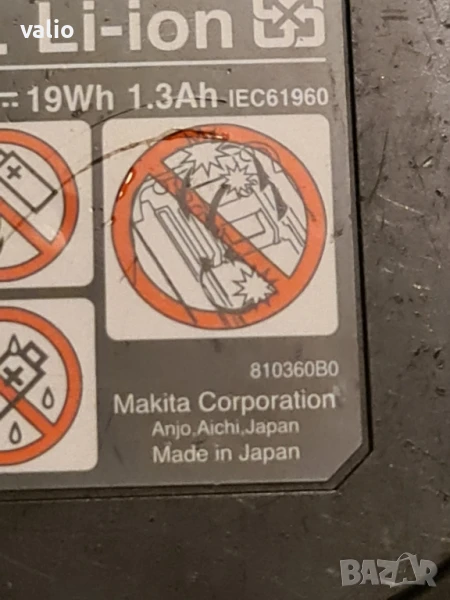 valio
Li-ion
19Wh 1.3Ah IEC61960
810360B0
Makita Corporation
Anjo,Aichi,Japan
Made in Japan
BAZAR